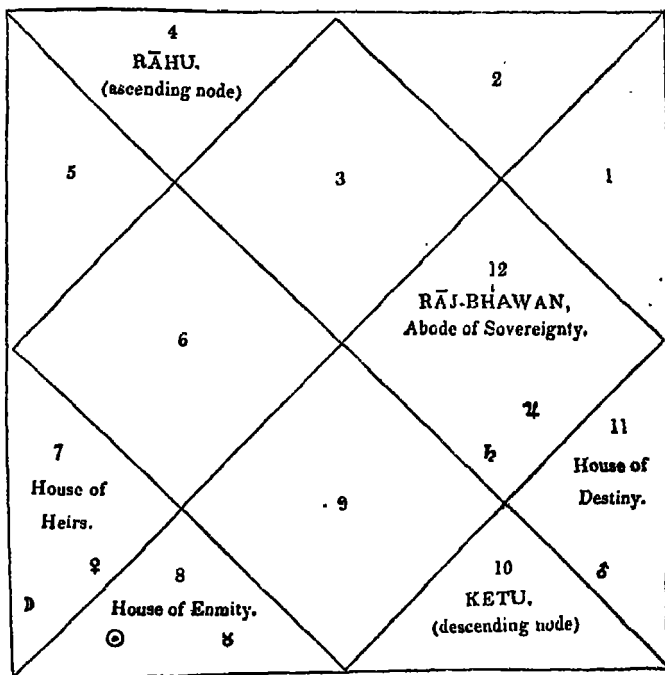 4
RĀHU.
(ascending node)
2
5
3
1
12
RĀJ-BHAWAN,
Abode of Sovereignty.
6
♃
7
House of
Heirs.
♄
11
House of
Destiny.
9
♀
8
House of Enmity.
10
KETU.
(descending node)
♂
☽
☉
♉